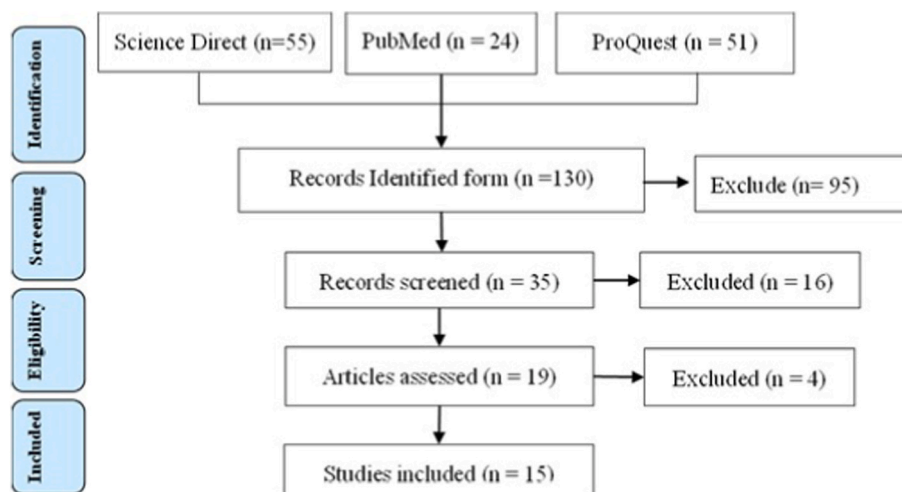 Identification
Science Direct (n=55)
PubMed (n = 24)
ProQuest (n = 51)
Records Identified form (n =130)
Exclude (n= 95)
Screening
Records screened (n = 35)
Excluded (n = 16)
Eligibility
Articles assessed (n = 19)
Excluded (n = 4)
Included
Studies included (n = 15)